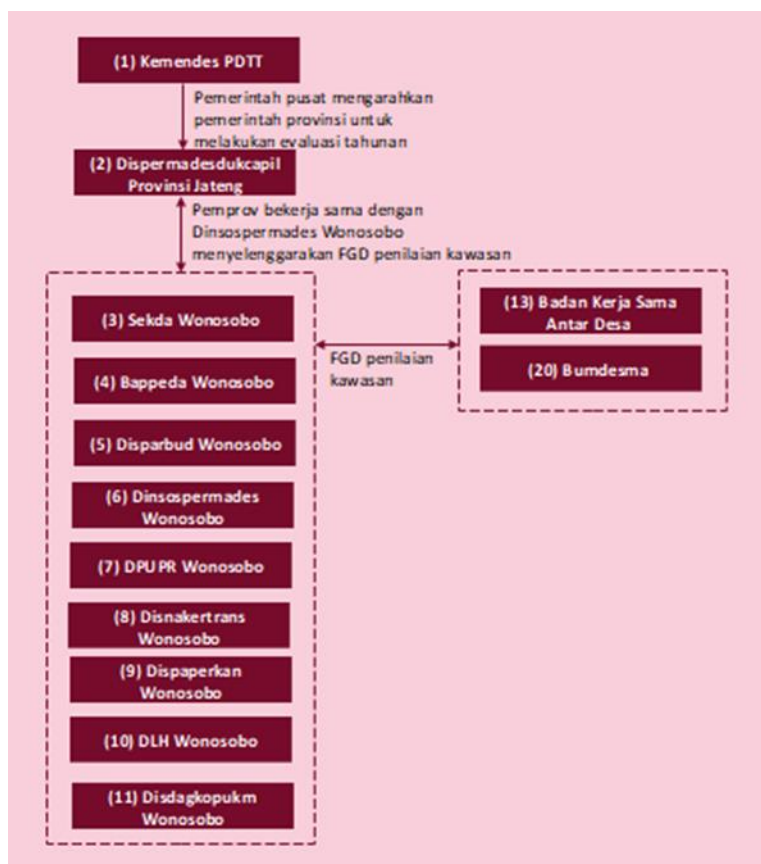 (1) Kemendes PDTT
Pemerintah pusat mengarahkan
pemerintah provinsi untuk
melakukan evaluasi tahunan
(2) Dispermadesdukcapil
Provinsi Jateng
Pemprov bekerja sama dengan
Dinsospermades Wonosobo
menyelenggarakan FGD penilaian kawasan
(3) Sekda Wonosobo
(4) Bappeda Wonosobo
(5) Disparbud Wonosobo
(6) Dinsospermades
Wonosobo
(7) DPUPR Wonosobo
(8) Disnakertrans
Wonosobo
(9) Dispaperkan
Wonosobo
(10) DLH Wonosobo
(11) Disdagkopukm
Wonosobo
FGD penilaian
kawasan
(13) Badan Kerja Sama
Antar Desa
(20) Bumdesma